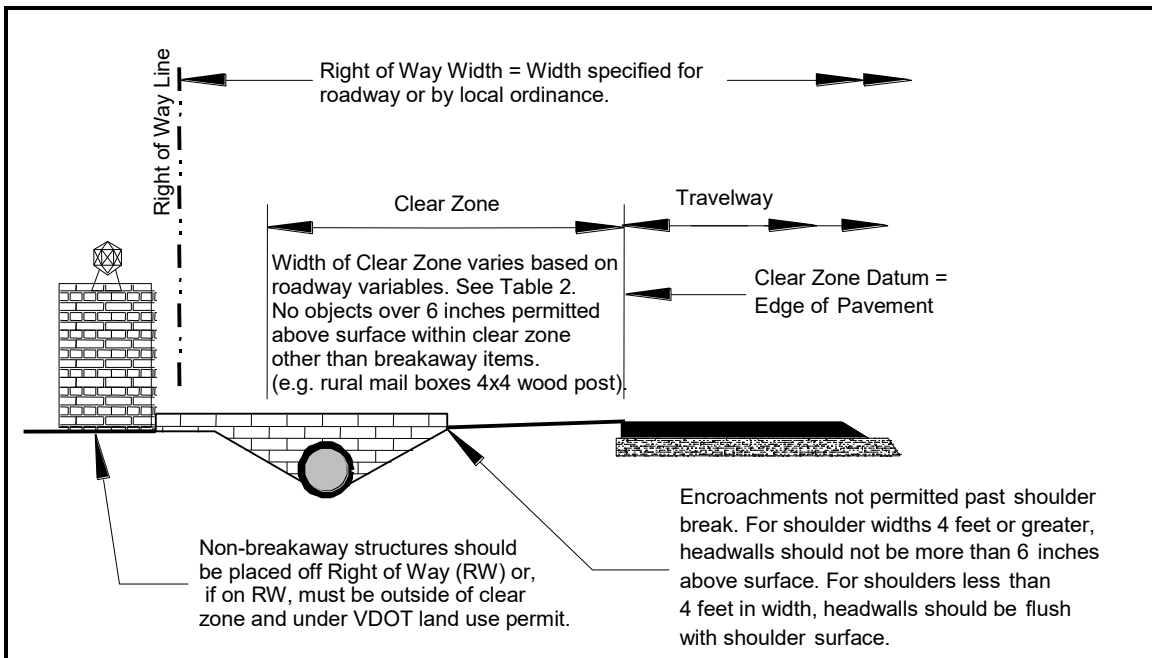 Right of Way Line
Right of Way Width = Width specified for
roadway or by local ordinance.
Clear Zone
Travelway
Width of Clear Zone varies based on
roadway variables. See Table 2.
No objects over 6 inches permitted
above surface within clear zone
other than breakaway items.
(e.g. rural mail boxes 4x4 wood post).
Clear Zone Datum =
Edge of Pavement
Non-breakaway structures should
be placed off Right of Way (RW) or,
if on RW, must be outside of clear
zone and under VDOT land use permit.
Encroachments not permitted past shoulder
break. For shoulder widths 4 feet or greater,
headwalls should not be more than 6 inches
above surface. For shoulders less than
4 feet in width, headwalls should be flush
with shoulder surface.